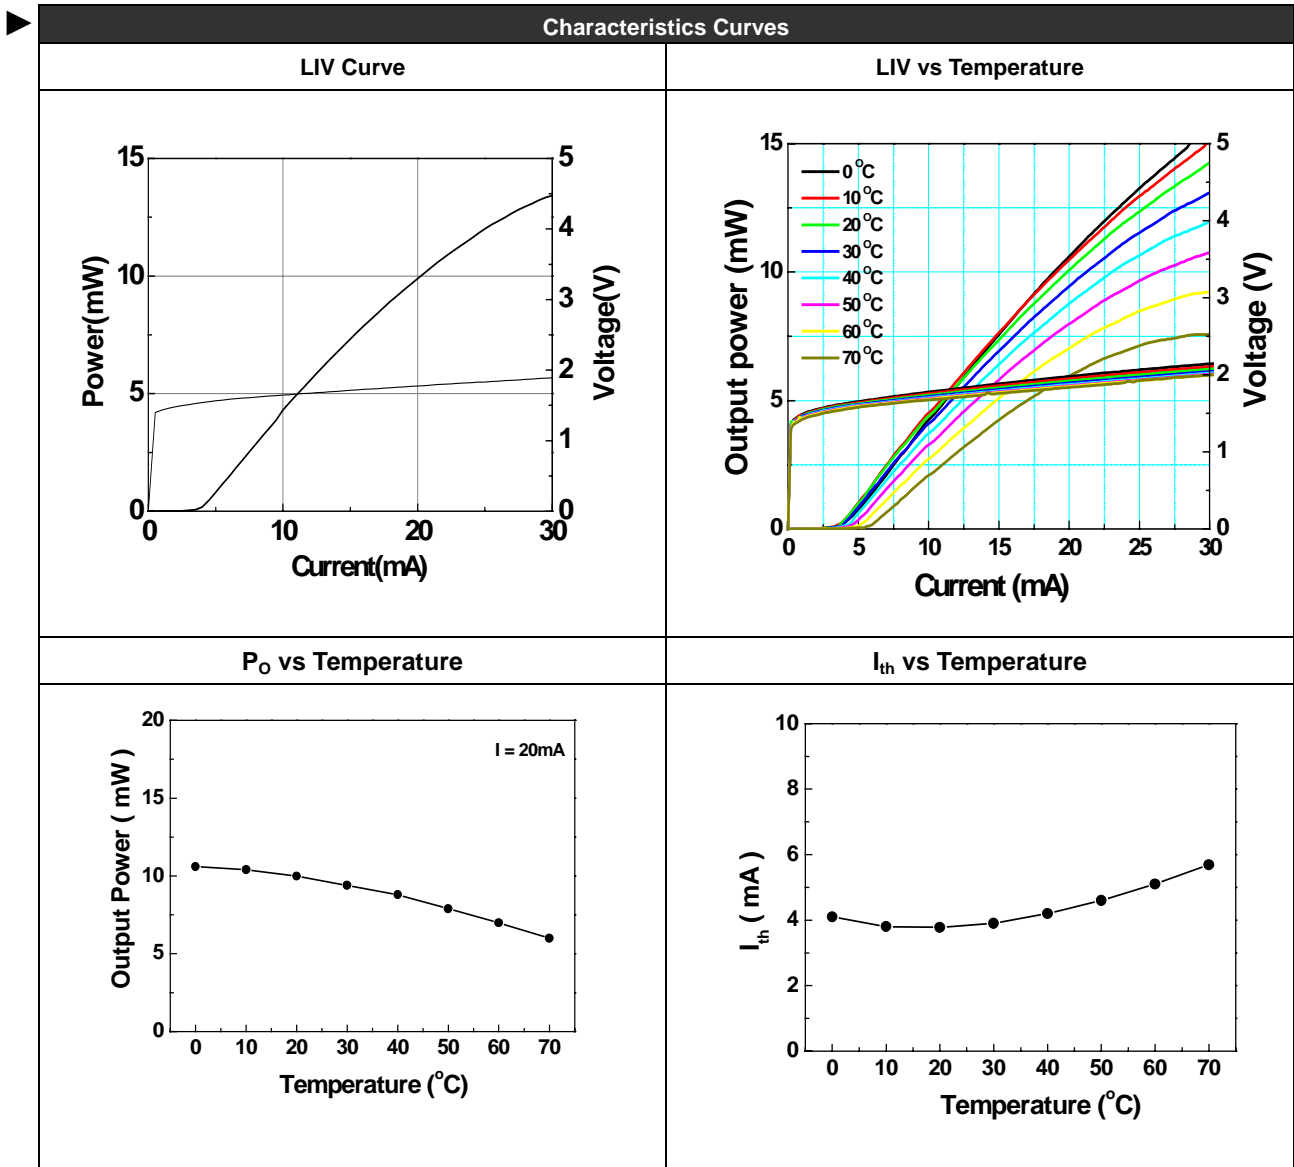 Characteristics Curves
LIV Curve
LIV vs Temperature
15
10
5
0
Power(mW)
5
4
3
2
1
0
Voltage(V)
0 10 20 30
Current(mA)
15
10
5
0
Output power (mW)
0 °C
10 °C
20 °C
30 °C
40 °C
50 °C
60 °C
70 °C
5
4
3
2
1
0
Voltage (V)
0 5 10 15 20 25 30
Current (mA)
Po vs Temperature
Ith vs Temperature
20
15
10
5
0
Output Power ( mW )
I = 20mA
0 10 20 30 40 50 60 70
Temperature (°C)
10
8
6
4
2
0
Ith ( mA )
0 10 20 30 40 50 60 70
Temperature (°C)